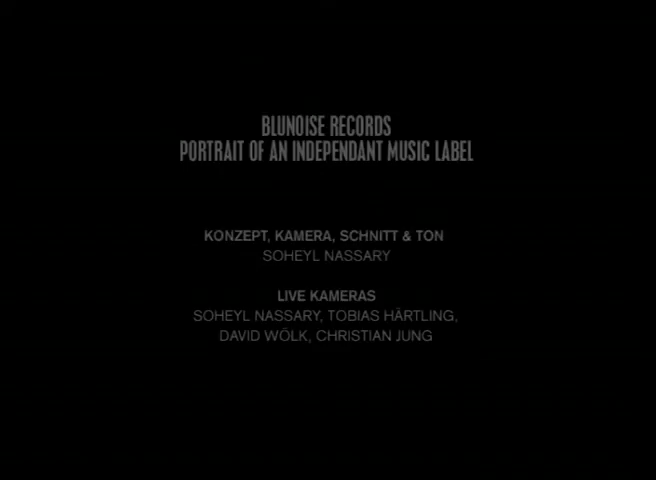 BLUNOISE RECORDS
PORTRAIT OF AN INDEPENDANT MUSIC LABEL
KONZEPT, KAMERA, SCHNITT & TON
SOHEYL NASSARY
LIVE KAMERAS
SOHEYL NASSARY, TOBIAS HÄRTLING,
DAVID WÖLK, CHRISTIAN JUNG